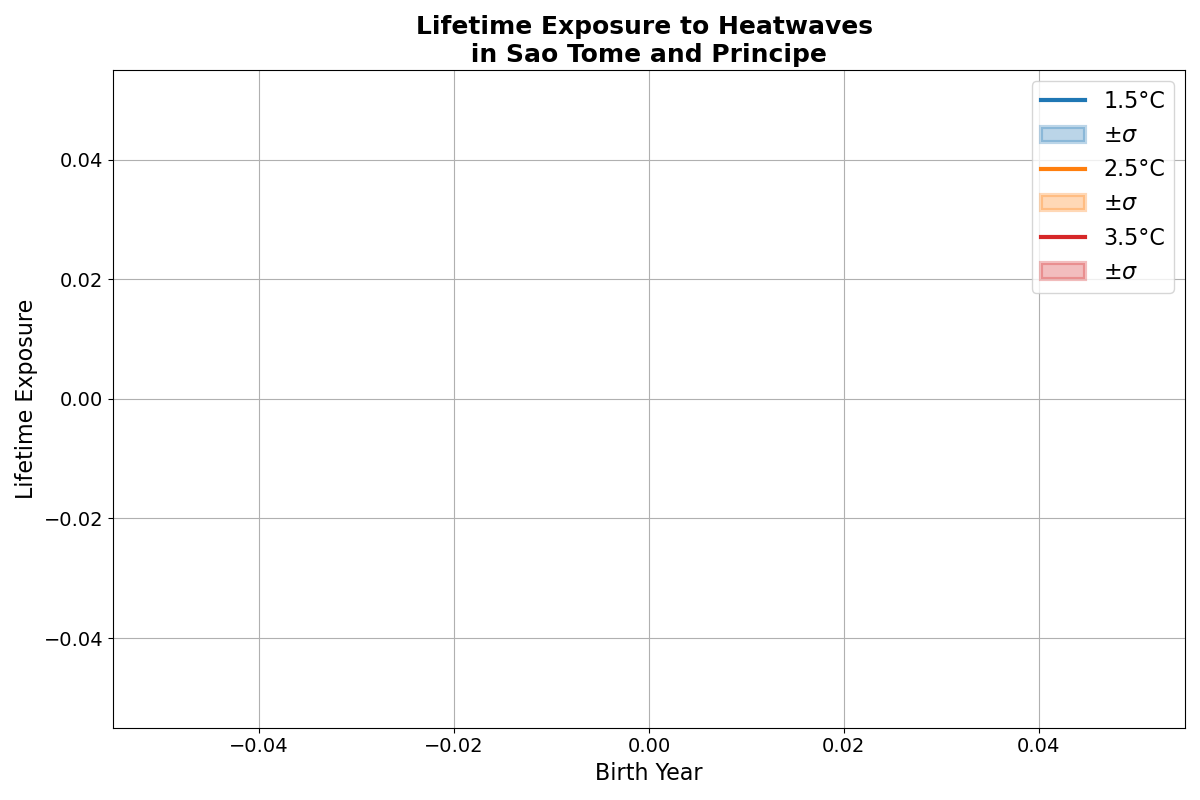 Lifetime Exposure to Heatwaves
in Sao Tome and Principe
1.5°C
±σ
2.5°C
±σ
3.5°C
±σ
Lifetime Exposure
0.04
0.02
0.00
−0.02
−0.04
−0.04 −0.02 0.00 0.02 0.04
Birth Year